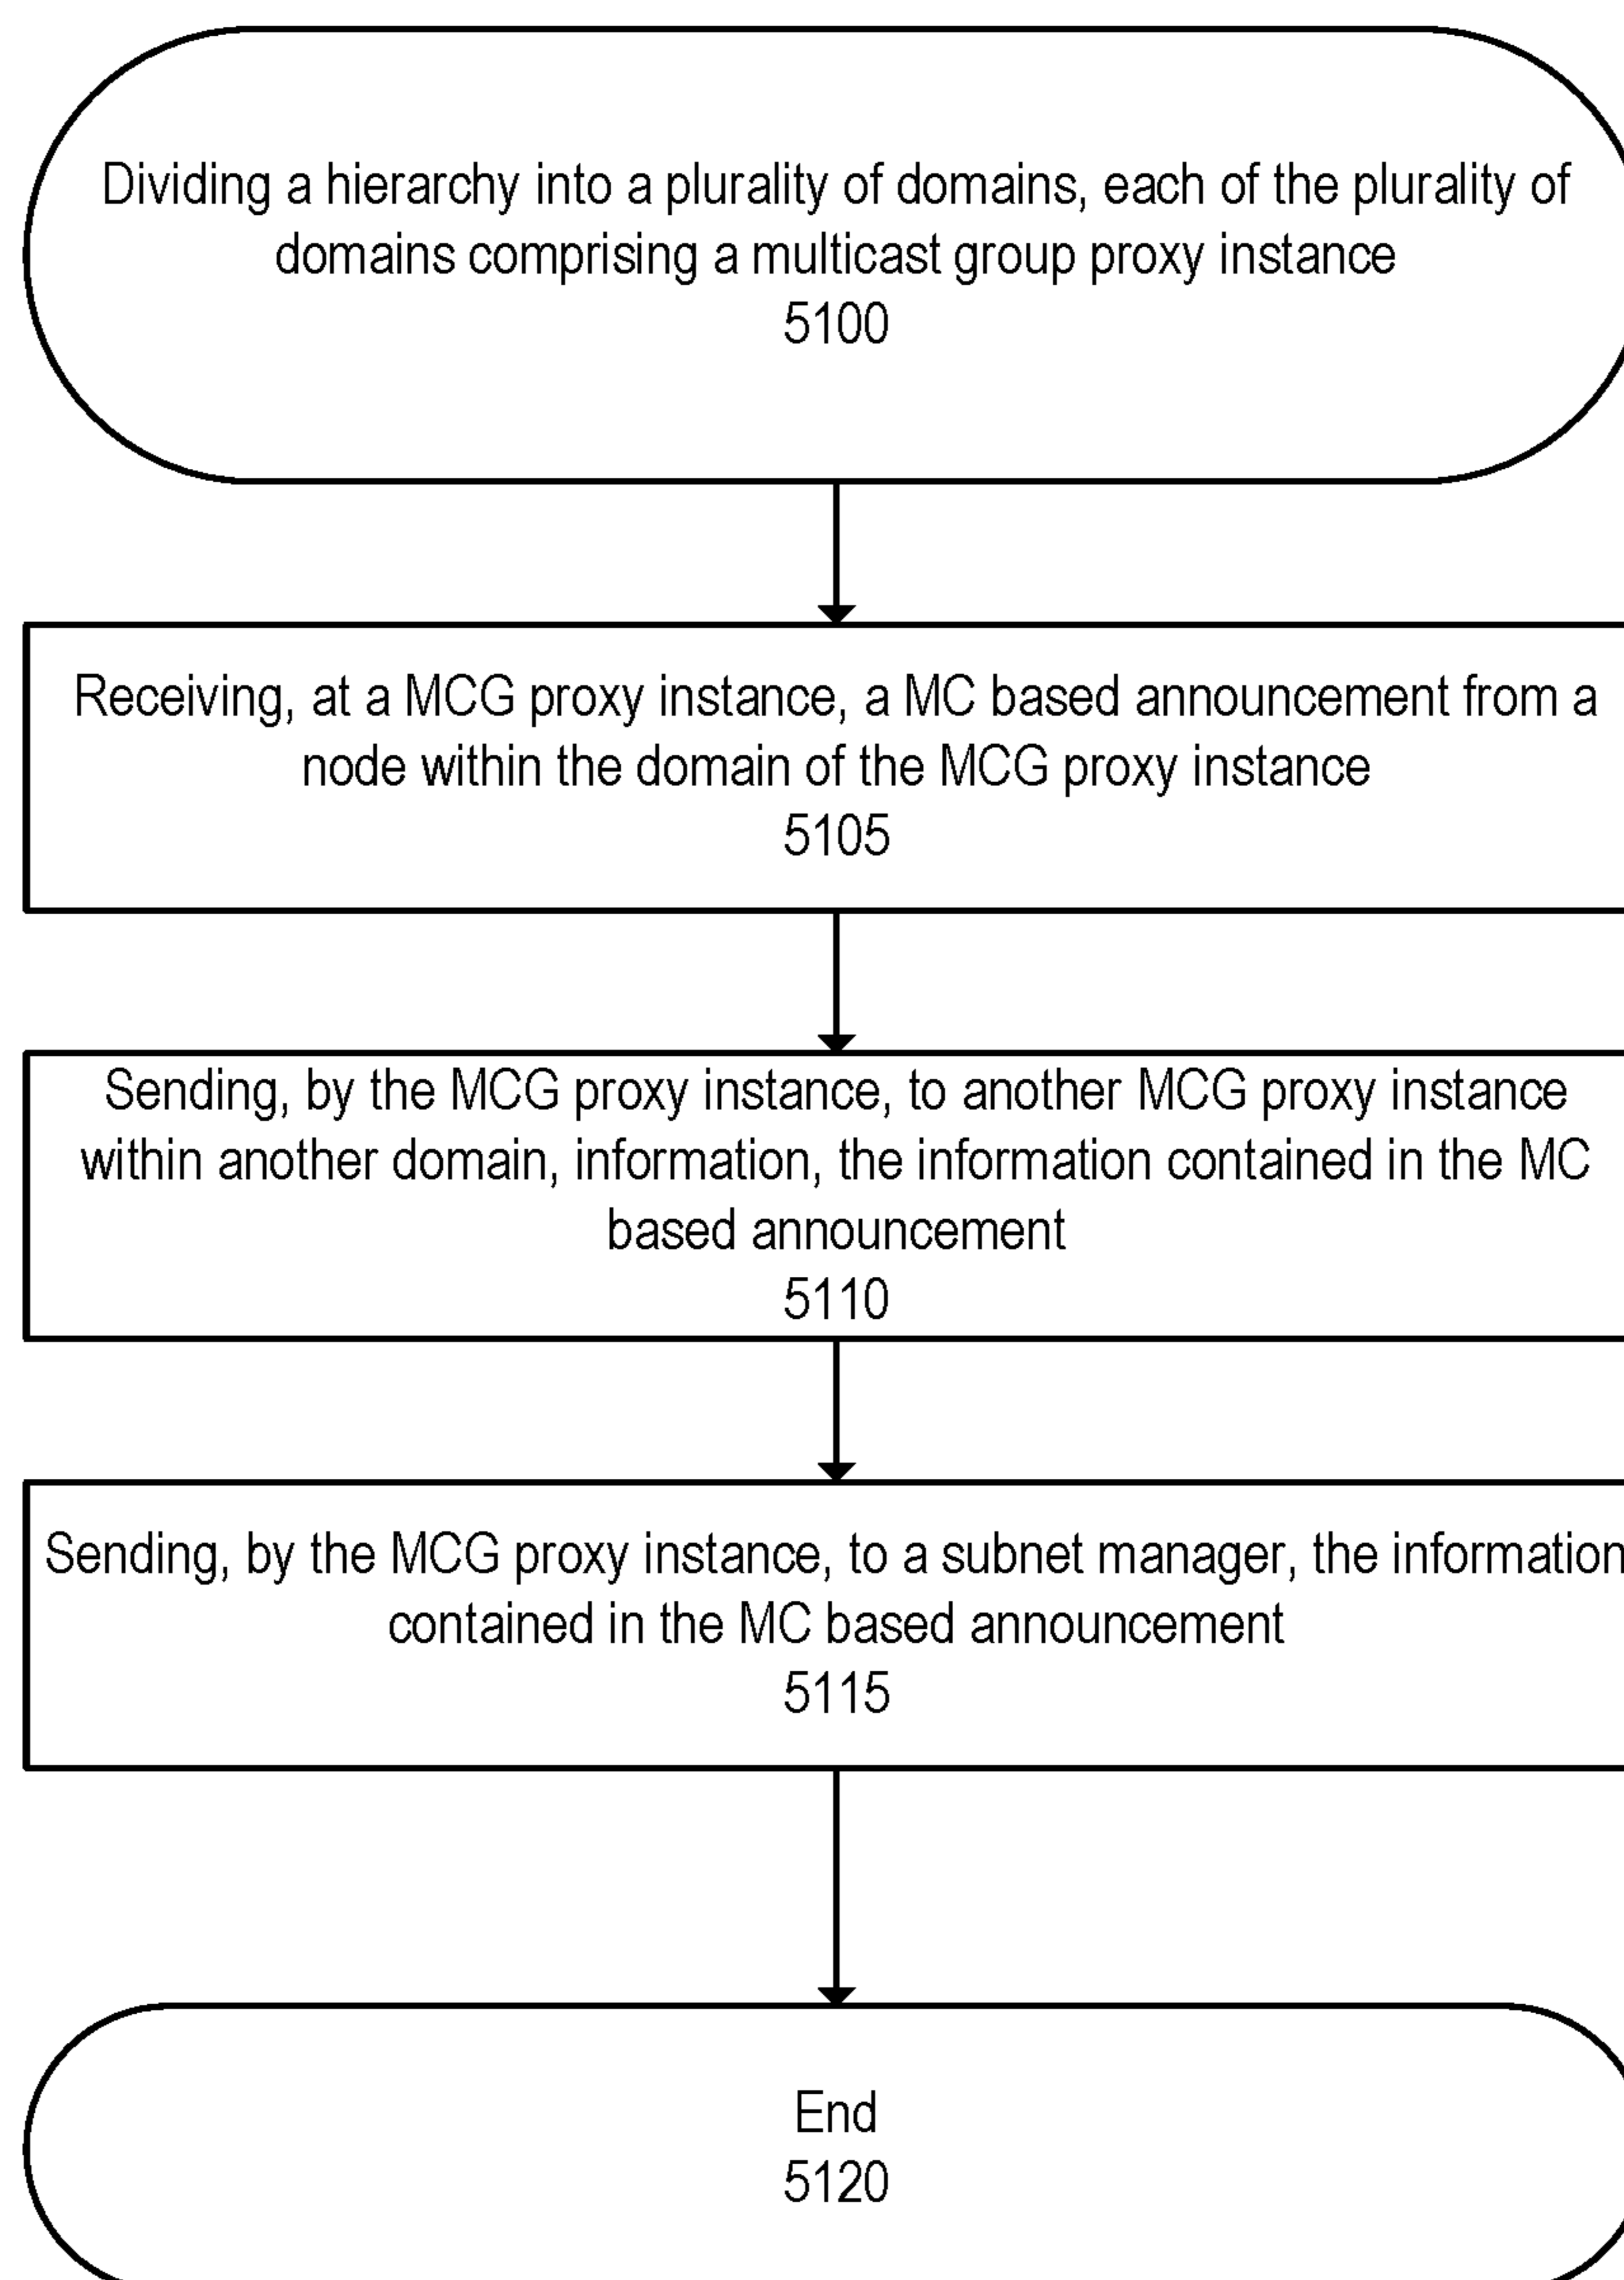 Dividing a hierarchy into a plurality of domains, each of the plurality of
domains comprising a multicast group proxy instance
5100
Receiving, at a MCG proxy instance, a MC based announcement from a
node within the domain of the MCG proxy instance
5105
Sending, by the MCG proxy instance, to another MCG proxy instance
within another domain, information, the information contained in the MC
based announcement
5110
Sending, by the MCG proxy instance, to a subnet manager, the information
contained in the MC based announcement
5115
End
5120